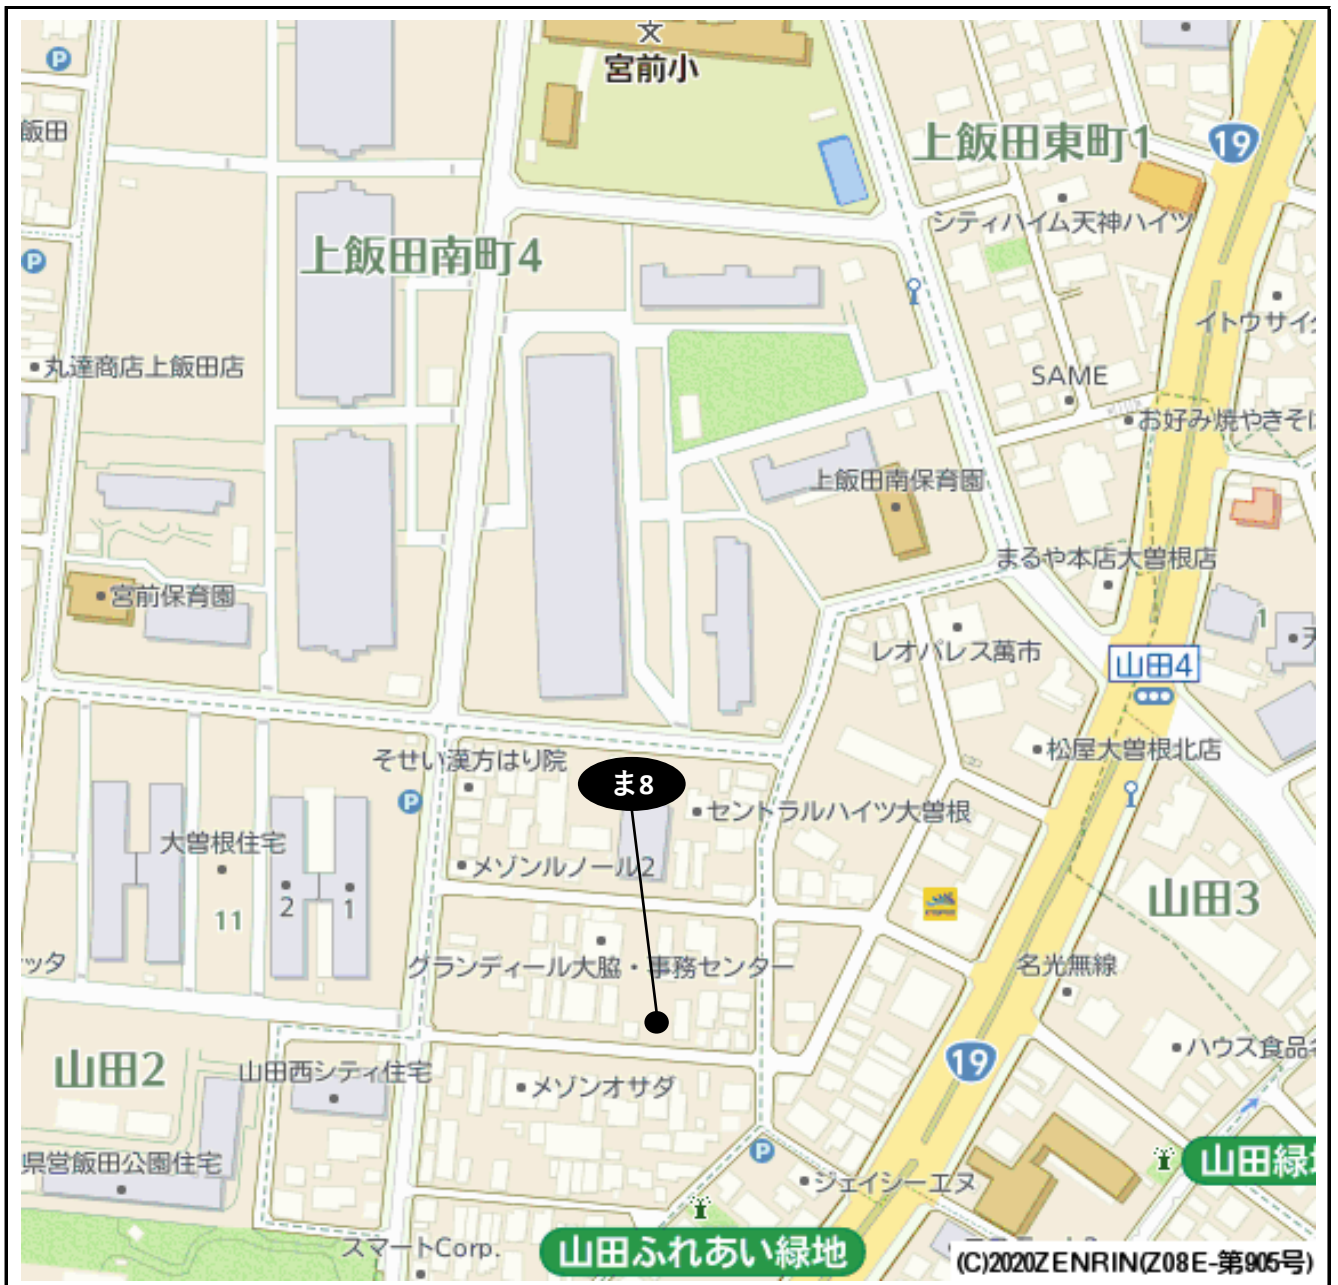 宮前小
上飯田東町1
19
飯田
シティハイム天神ハイツ
上飯田南町4
イトウサイ
丸達商店上飯田店
SAME
お好み焼やきそ
上飯田南保育園
まるや本店大曽根店
宮前保育園
1
レオパレス萬市
山田4
松屋大曽根北店
そせい漢方はり院
ま8
セントラルハイツ大曽根
大曽根住宅
メゾンルノール2
2
1
11
山田3
ッタ
グランディール大脇・事務センター
名光無線
ハウス食品
19
山田2
山田西シティ住宅
メゾンオサダ
県営飯田公園住宅
ジェイシーエヌ
山田緑
スマートCorp.
山田ふれあい緑地
(C)2020ZENRIN(Z08E-第905号)
P
P
P
P